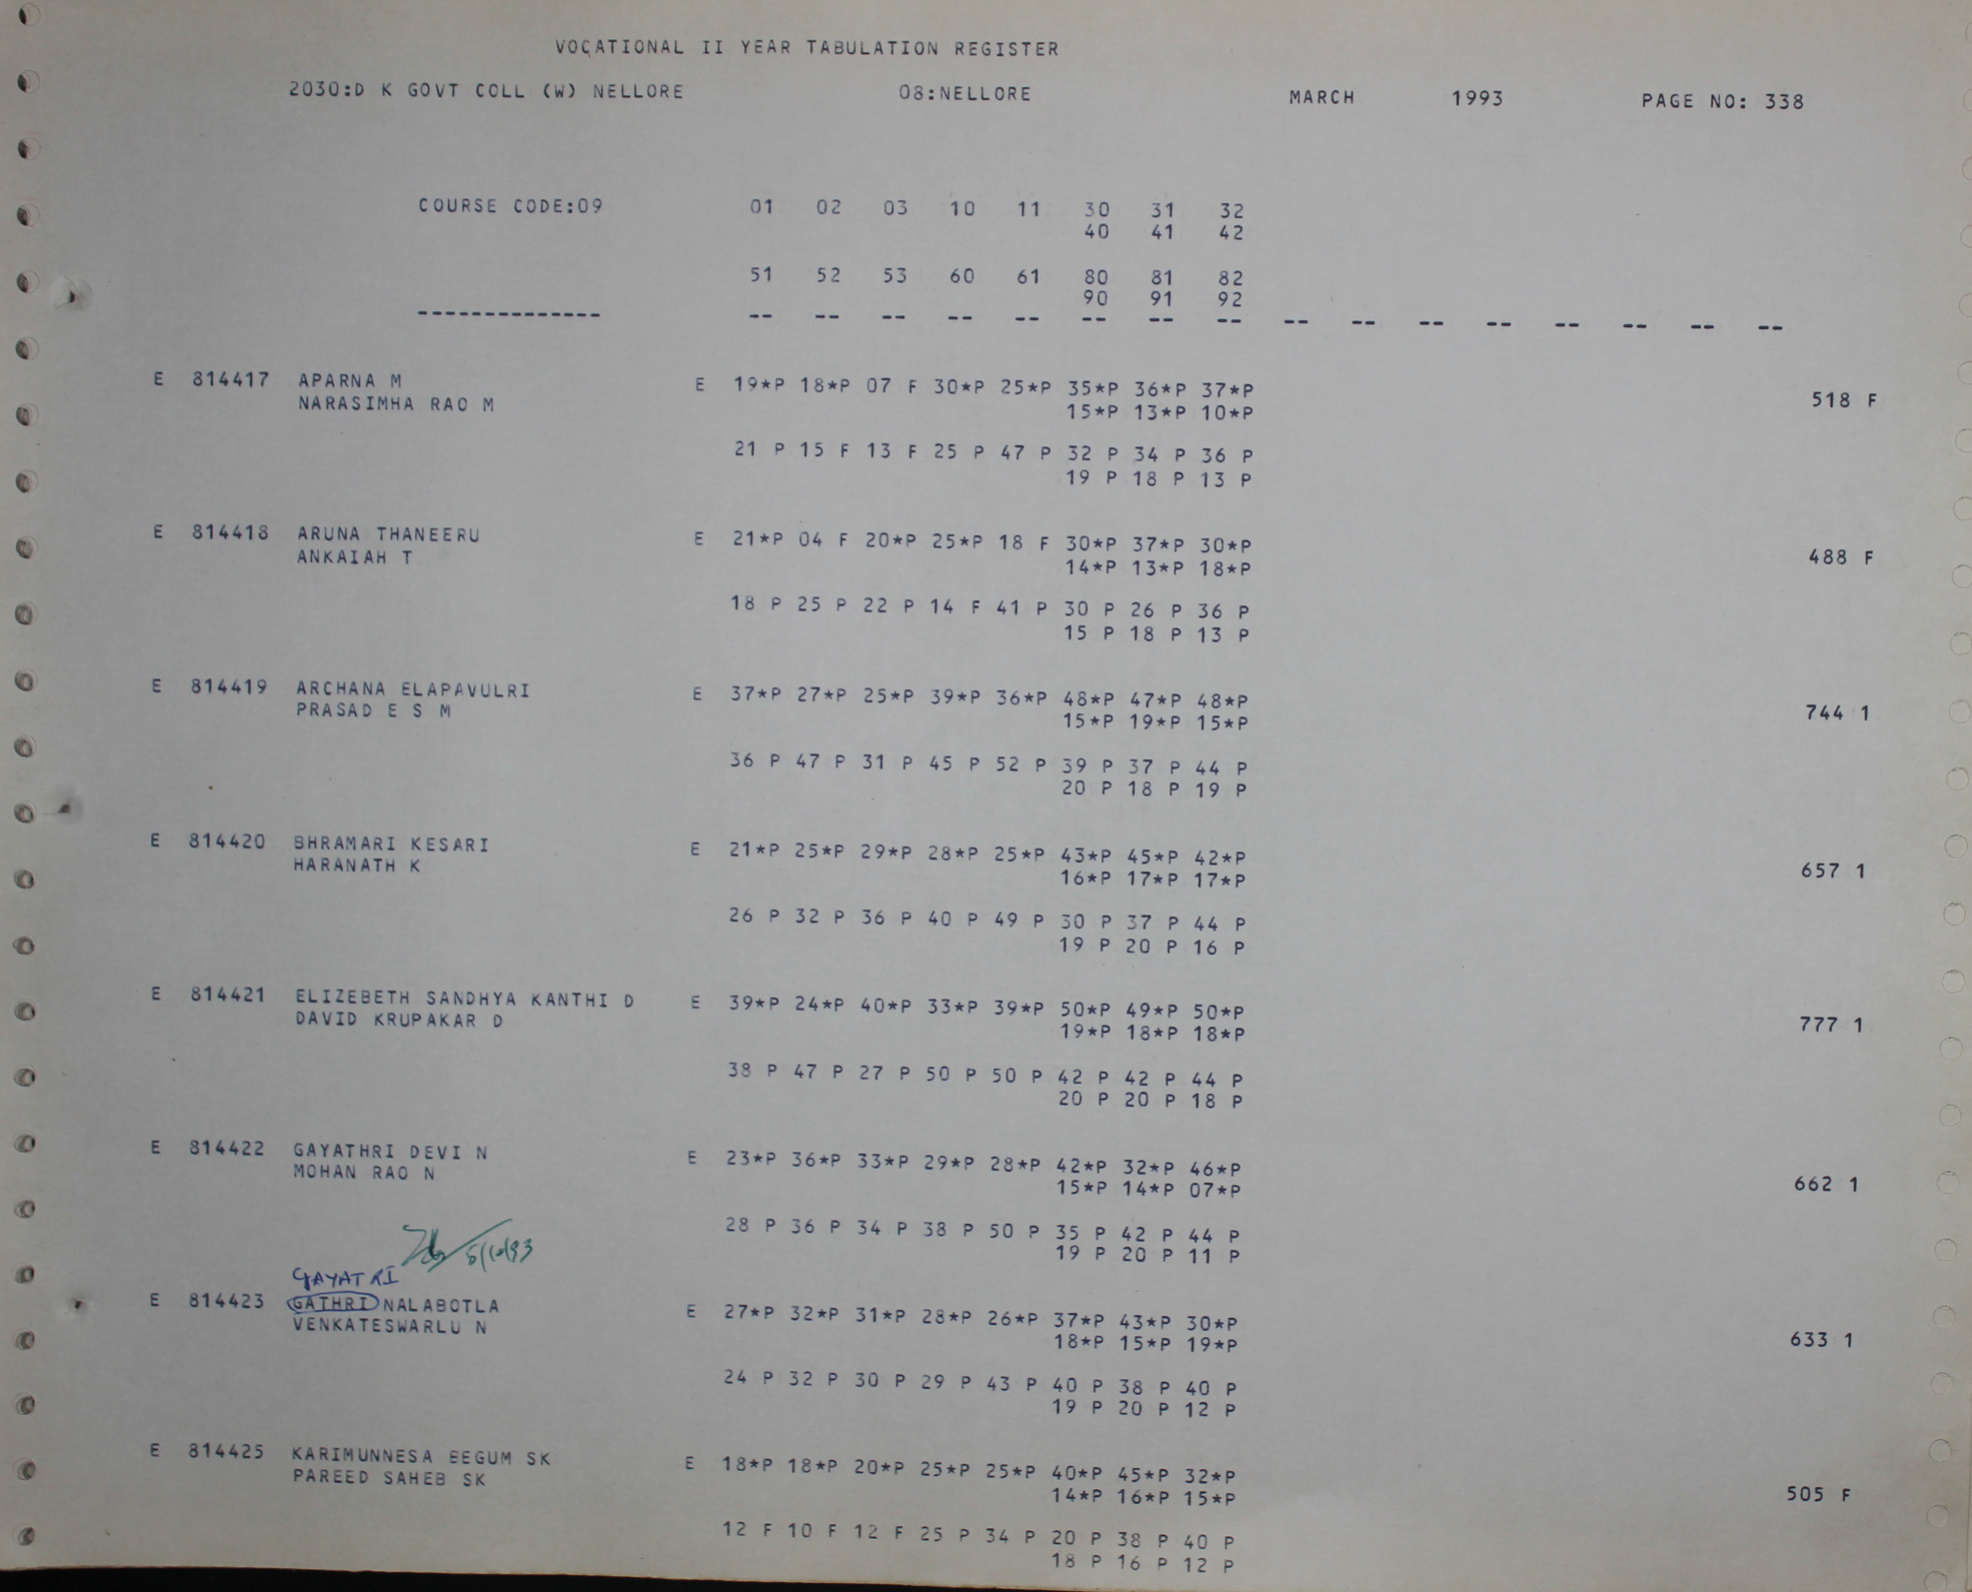 VOCATIONAL II YEAR TABULATION REGISTER
2030:D K GOVT COLL (W) NELLORE 08:NELLORE MARCH 1993 PAGE NO: 338
COURSE CODE:09 01 02 03 10 11 30 31 32
40 41 42
51 52 53 60 61 80 81 82
90 91 92
-------------- -- -- -- -- -- -- -- -- -- -- -- -- -- -- -- --
E 814417 APARNA M E 19*P 18*P 07 F 30*P 25*P 35*P 36*P 37*P 518 F
NARASIMHA RAO M 15*P 13*P 10*P
21 P 15 F 13 F 25 P 47 P 32 P 34 P 36 P
19 P 18 P 13 P
E 814418 ARUNA THANEERU E 21*P 04 F 20*P 25*P 18 F 30*P 37*P 30*P 488 F
ANKAIAH T 14*P 13*P 18*P
18 P 25 P 22 P 14 F 41 P 30 P 26 P 36 P
15 P 18 P 13 P
E 814419 ARCHANA ELAPAVULRI E 37*P 27*P 25*P 39*P 36*P 48*P 47*P 48*P 744 1
PRASAD E S M 15*P 19*P 15*P
36 P 47 P 31 P 45 P 52 P 39 P 37 P 44 P
20 P 18 P 19 P
E 814420 BHRAMARI KESARI E 21*P 25*P 29*P 28*P 25*P 43*P 45*P 42*P 657 1
HARANATH K 16*P 17*P 17*P
26 P 32 P 36 P 40 P 49 P 30 P 37 P 44 P
19 P 20 P 16 P
E 814421 ELIZEBETH SANDHYA KANTHI D E 39*P 24*P 40*P 33*P 39*P 50*P 49*P 50*P 777 1
DAVID KRUPAKAR D 19*P 18*P 18*P
38 P 47 P 27 P 50 P 50 P 42 P 42 P 44 P
20 P 20 P 18 P
E 814422 GAYATHRI DEVI N E 23*P 36*P 33*P 29*P 28*P 42*P 32*P 46*P 662 1
MOHAN RAO N 15*P 14*P 07*P
28 P 36 P 34 P 38 P 50 P 35 P 42 P 44 P
19 P 20 P 11 P
5/10/93
GAYATRI
E 814423 GATHRI NALABOTLA E 27*P 32*P 31*P 28*P 26*P 37*P 43*P 30*P 633 1
VENKATESWARLU N 18*P 15*P 19*P
24 P 32 P 30 P 29 P 43 P 40 P 38 P 40 P
19 P 20 P 12 P
E 814425 KARIMUNNESA BEGUM SK E 18*P 18*P 20*P 25*P 25*P 40*P 45*P 32*P 505 F
PAREED SAHEB SK 14*P 16*P 15*P
12 F 10 F 12 F 25 P 34 P 20 P 38 P 40 P
18 P 16 P 12 P